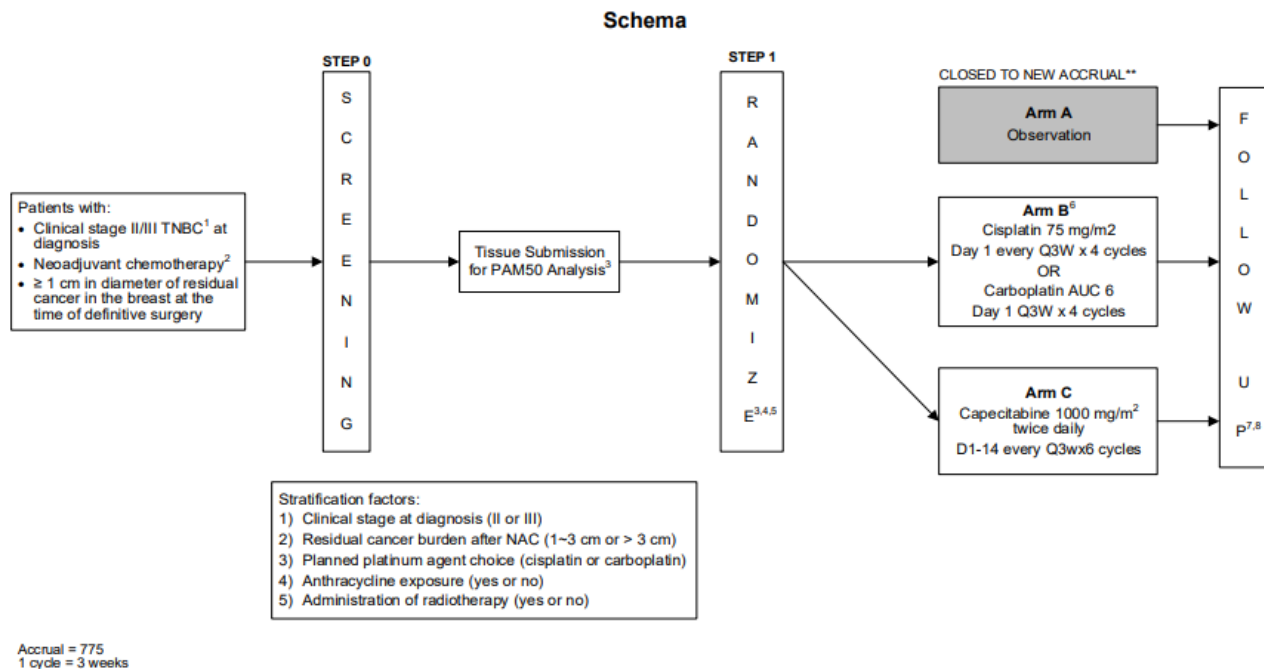 Schema
STEP 0
S
C
R
E
E
N
I
N
G
STEP 1
R
A
N
D
O
M
I
Z
E3,4,5
Patients with:
• Clinical stage II/III TNBC1 at
diagnosis
• Neoadjuvant chemotherapy2
• ≥ 1 cm in diameter of residual
cancer in the breast at the
time of definitive surgery
Tissue Submission
for PAM50 Analysis3
CLOSED TO NEW ACCRUAL**
Arm A
Observation
Arm B6
Cisplatin 75 mg/m2
Day 1 every Q3W x 4 cycles
OR
Carboplatin AUC 6
Day 1 Q3W x 4 cycles
Arm C
Capecitabine 1000 mg/m2
twice daily
D1-14 every Q3wx6 cycles
F
O
L
L
O
W
U
P7,8
Stratification factors:
1) Clinical stage at diagnosis (II or III)
2) Residual cancer burden after NAC (1~3 cm or > 3 cm)
3) Planned platinum agent choice (cisplatin or carboplatin)
4) Anthracycline exposure (yes or no)
5) Administration of radiotherapy (yes or no)
Accrual = 775
1 cycle = 3 weeks